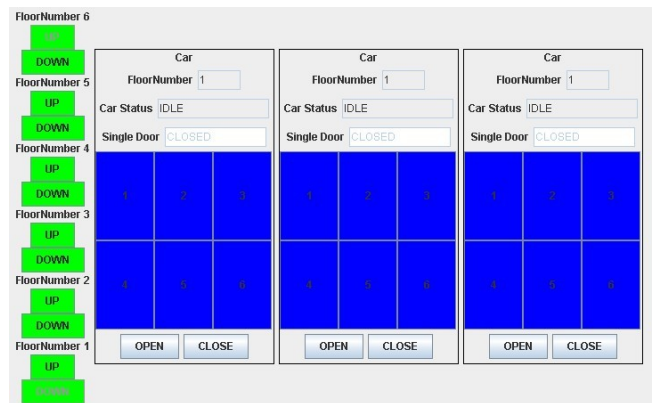 FloorNumber 6
UP
DOWN
FloorNumber 5
UP
DOWN
FloorNumber 4
UP
DOWN
FloorNumber 3
UP
DOWN
FloorNumber 2
UP
DOWN
FloorNumber 1
UP
DOWN
Car
FloorNumber 1
Car Status IDLE
Single Door CLOSED
1 2 3
4 5 6
OPEN CLOSE
Car
FloorNumber 1
Car Status IDLE
Single Door CLOSED
1 2 3
4 5 6
OPEN CLOSE
Car
FloorNumber 1
Car Status IDLE
Single Door CLOSED
1 2 3
4 5 6
OPEN CLOSE